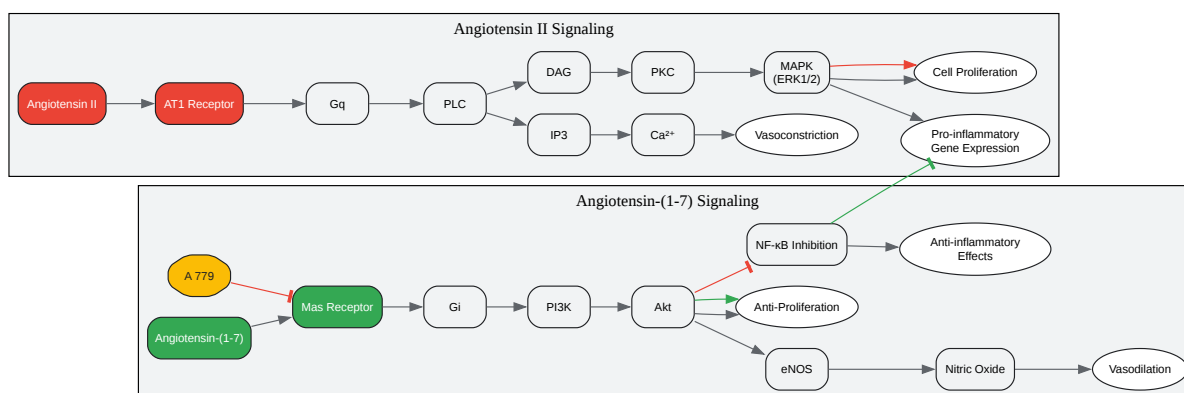 Angiotensin II Signaling
Angiotensin II
AT1 Receptor
Gq
PLC
DAG
PKC
MAPK
(ERK1/2)
Cell Proliferation
IP3
Ca²⁺
Vasoconstriction
Pro-inflammatory
Gene Expression
Angiotensin-(1-7) Signaling
A 779
Angiotensin-(1-7)
Mas Receptor
Gi
PI3K
Akt
NF-κB Inhibition
Anti-inflammatory
Effects
Anti-Proliferation
eNOS
Nitric Oxide
Vasodilation